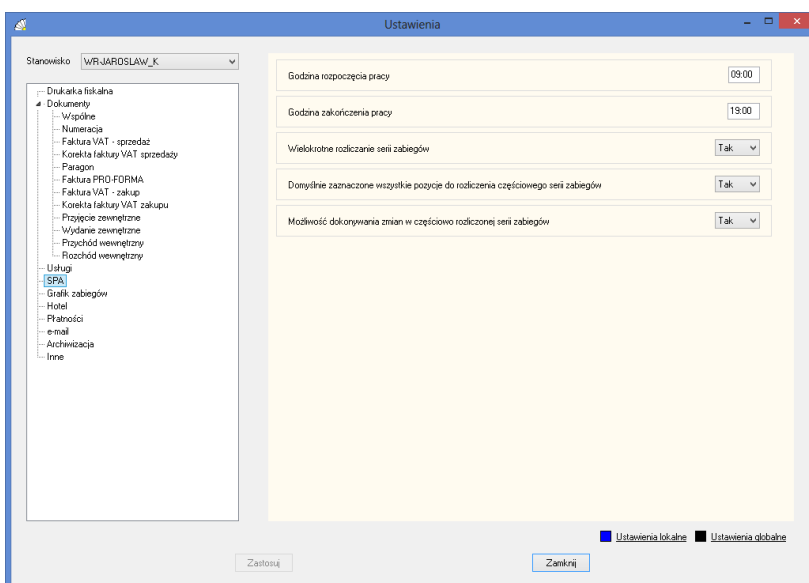 Ustawienia
Stanowisko WR-JAROSLAW_K
Drukarka fiskalna
Dokumenty
Wspólne
Numeracja
Faktura VAT - sprzedaż
Korekta faktury VAT sprzedaży
Paragon
Faktura PRO-FORMA
Faktura VAT - zakup
Korekta faktury VAT zakupu
Przyjęcie zewnętrzne
Wydanie zewnętrzne
Przychód wewnętrzny
Rozchód wewnętrzny
Usługi
SPA
Grafik zabiegów
Hotel
Płatności
e-mail
Archiwizacja
Inne
Godzina rozpoczęcia pracy 09:00
Godzina zakończenia pracy 19:00
Wielokrotne rozliczanie serii zabiegów Tak
Domyślnie zaznaczone wszystkie pozycje do rozliczenia częściowego serii zabiegów Tak
Możliwość dokonywania zmian w częściowo rozliczonej serii zabiegów Tak
Ustawienia lokalne Ustawienia globalne
Zastosuj Zamknij